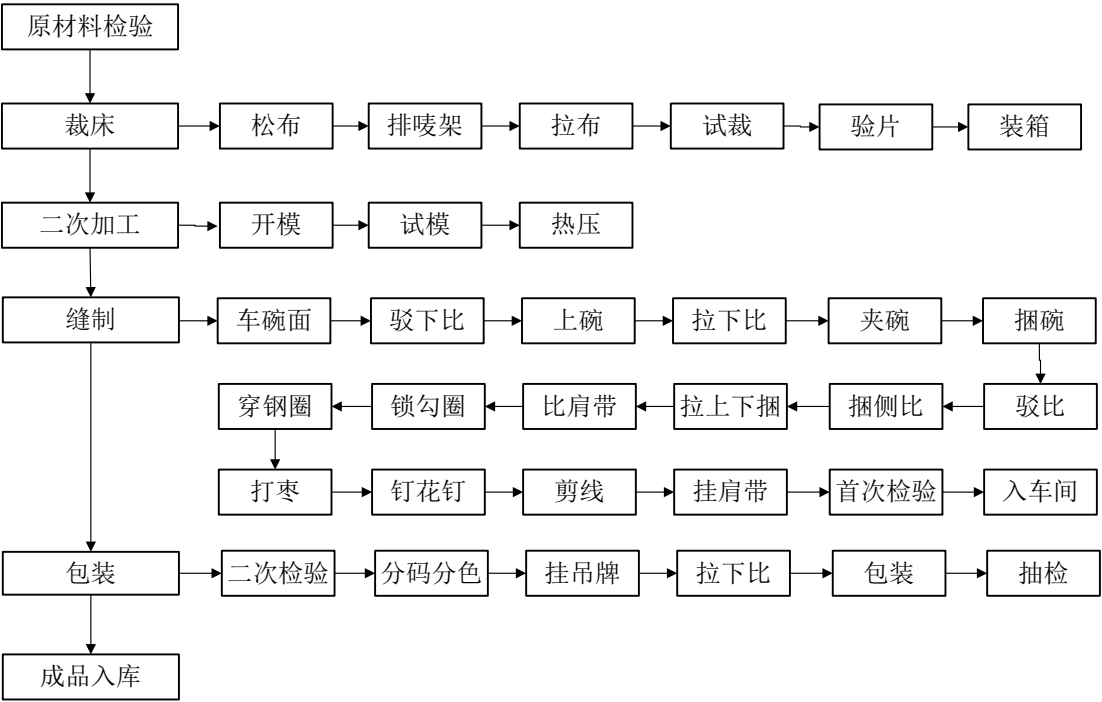 原材料检验
裁床 松布 排唛架 拉布 试裁 验片 装箱
二次加工 开模 试模 热压
缝制 车碗面 驳下比 上碗 拉下比 夹碗 捆碗
穿钢圈 锁勾圈 比肩带 拉上下捆 捆侧比 驳比
打枣 钉花钉 剪线 挂肩带 首次检验 入车间
包装 二次检验 分码分色 挂吊牌 拉下比 包装 抽检
成品入库